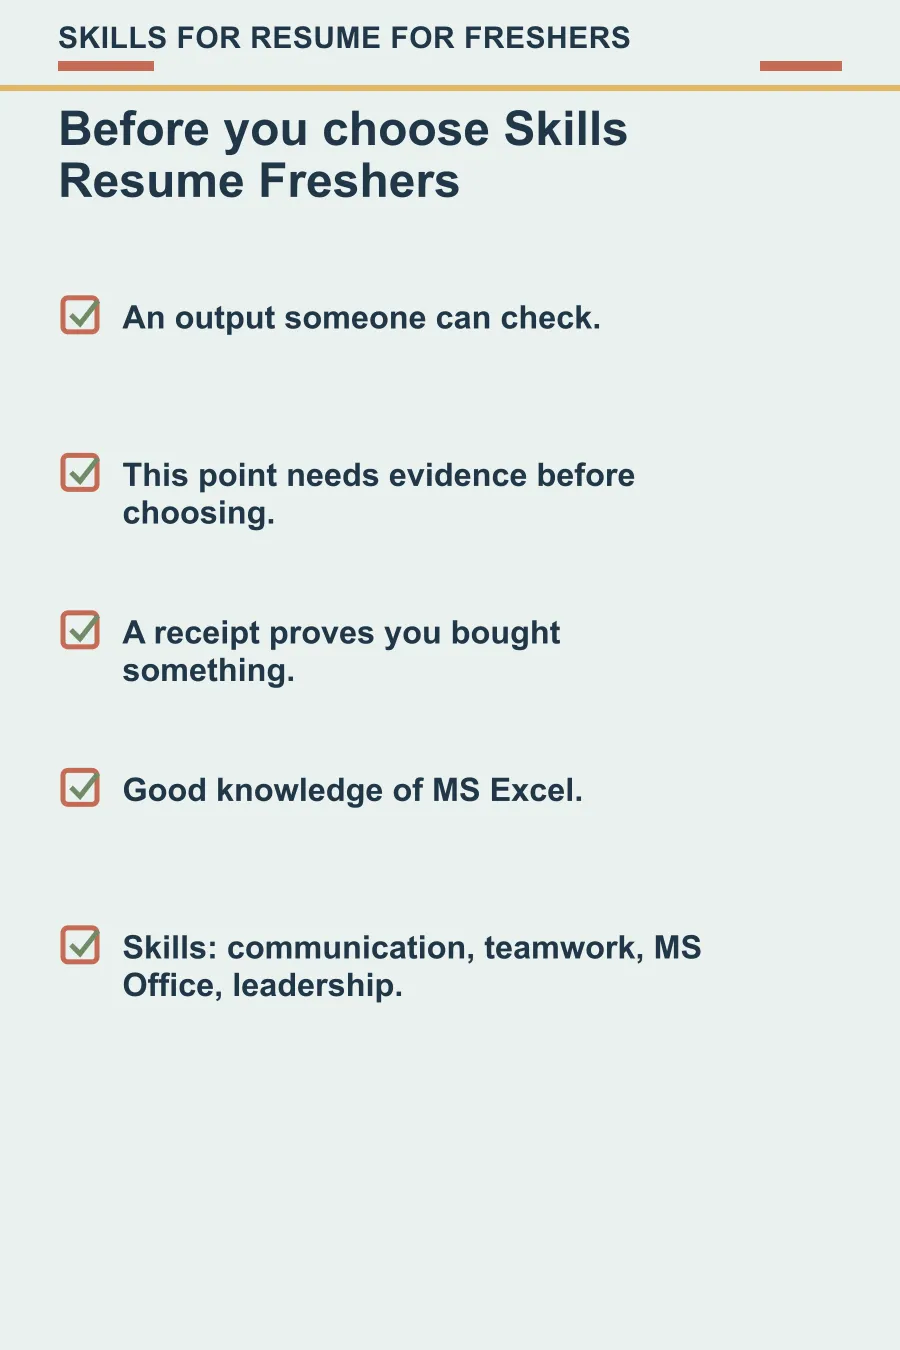 SKILLS FOR RESUME FOR FRESHERS
Before you choose Skills
Resume Freshers
An output someone can check.
This point needs evidence before
choosing.
A receipt proves you bought
something.
Good knowledge of MS Excel.
Skills: communication, teamwork, MS
Office, leadership.